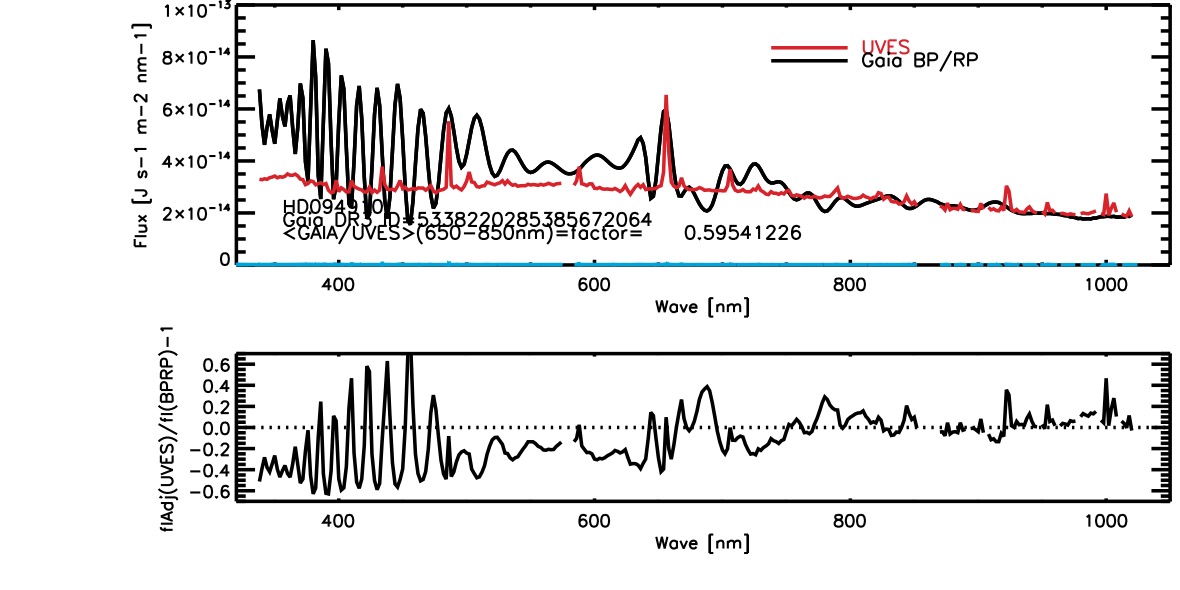 1×10−13
8×10−14
6×10−14
4×10−14
2×10−14
0
Flux [J s−1 m−2 nm−1]
UVES
Gaia BP/RP
HD094910
Gaia DR3 ID=5338220285385672064
<GAIA/UVES>(650−850nm)=factor= 0.59541226
400 600 800 1000
Wave [nm]
0.6
0.4
0.2
0.0
−0.2
−0.4
−0.6
flAdj(UVES)/fl(BPRP)−1
400 600 800 1000
Wave [nm]